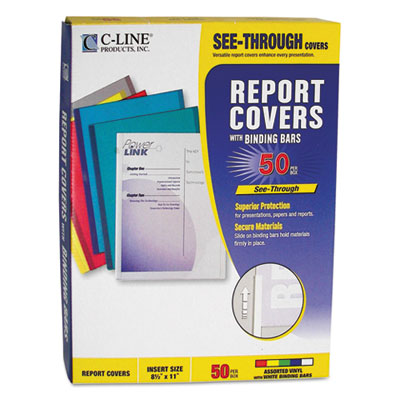 C-LINE
PRODUCTS, INC.
SEE-THROUGH COVERS
Versatile report covers enhance every presentation.
REPORT
COVERS
WITH BINDING BARS
50 PER BOX
See-Through
Superior Protection
for presentations, papers and reports.
Secure Materials
Slide on binding bars hold materials
firmly in place.
Power
LINK
Chapter One
Chapter Two
REPORT COVERS WITH BINDING BARS
REPORT COVERS
INSERT SIZE
8½" X 11"
50 PER BOX
ASSORTED VINYL
WITH WHITE BINDING BARS